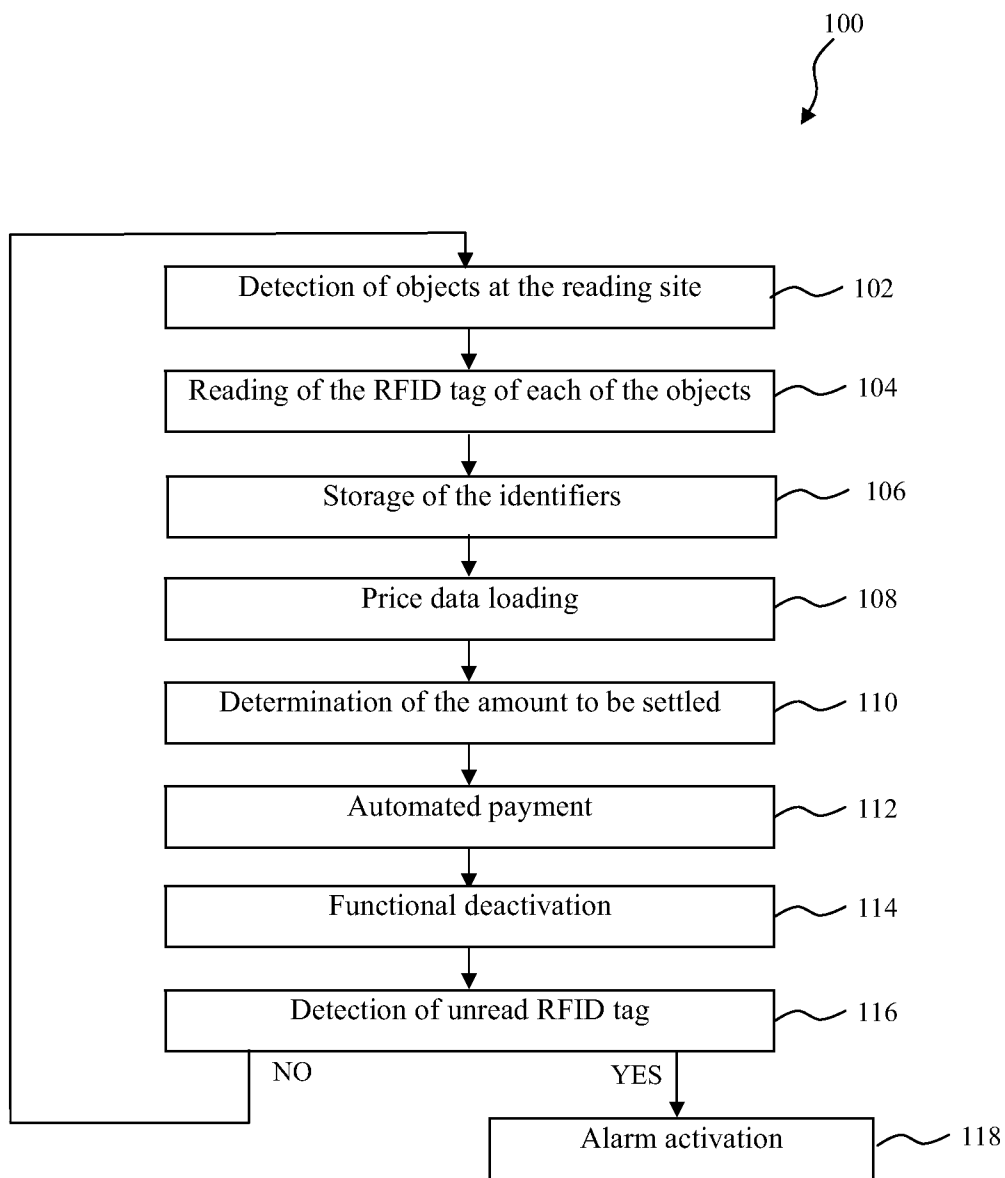 100
Detection of objects at the reading site
102
Reading of the RFID tag of each of the objects
104
Storage of the identifiers
106
Price data loading
108
Determination of the amount to be settled
110
Automated payment
112
Functional deactivation
114
Detection of unread RFID tag
116
NO
YES
Alarm activation
118